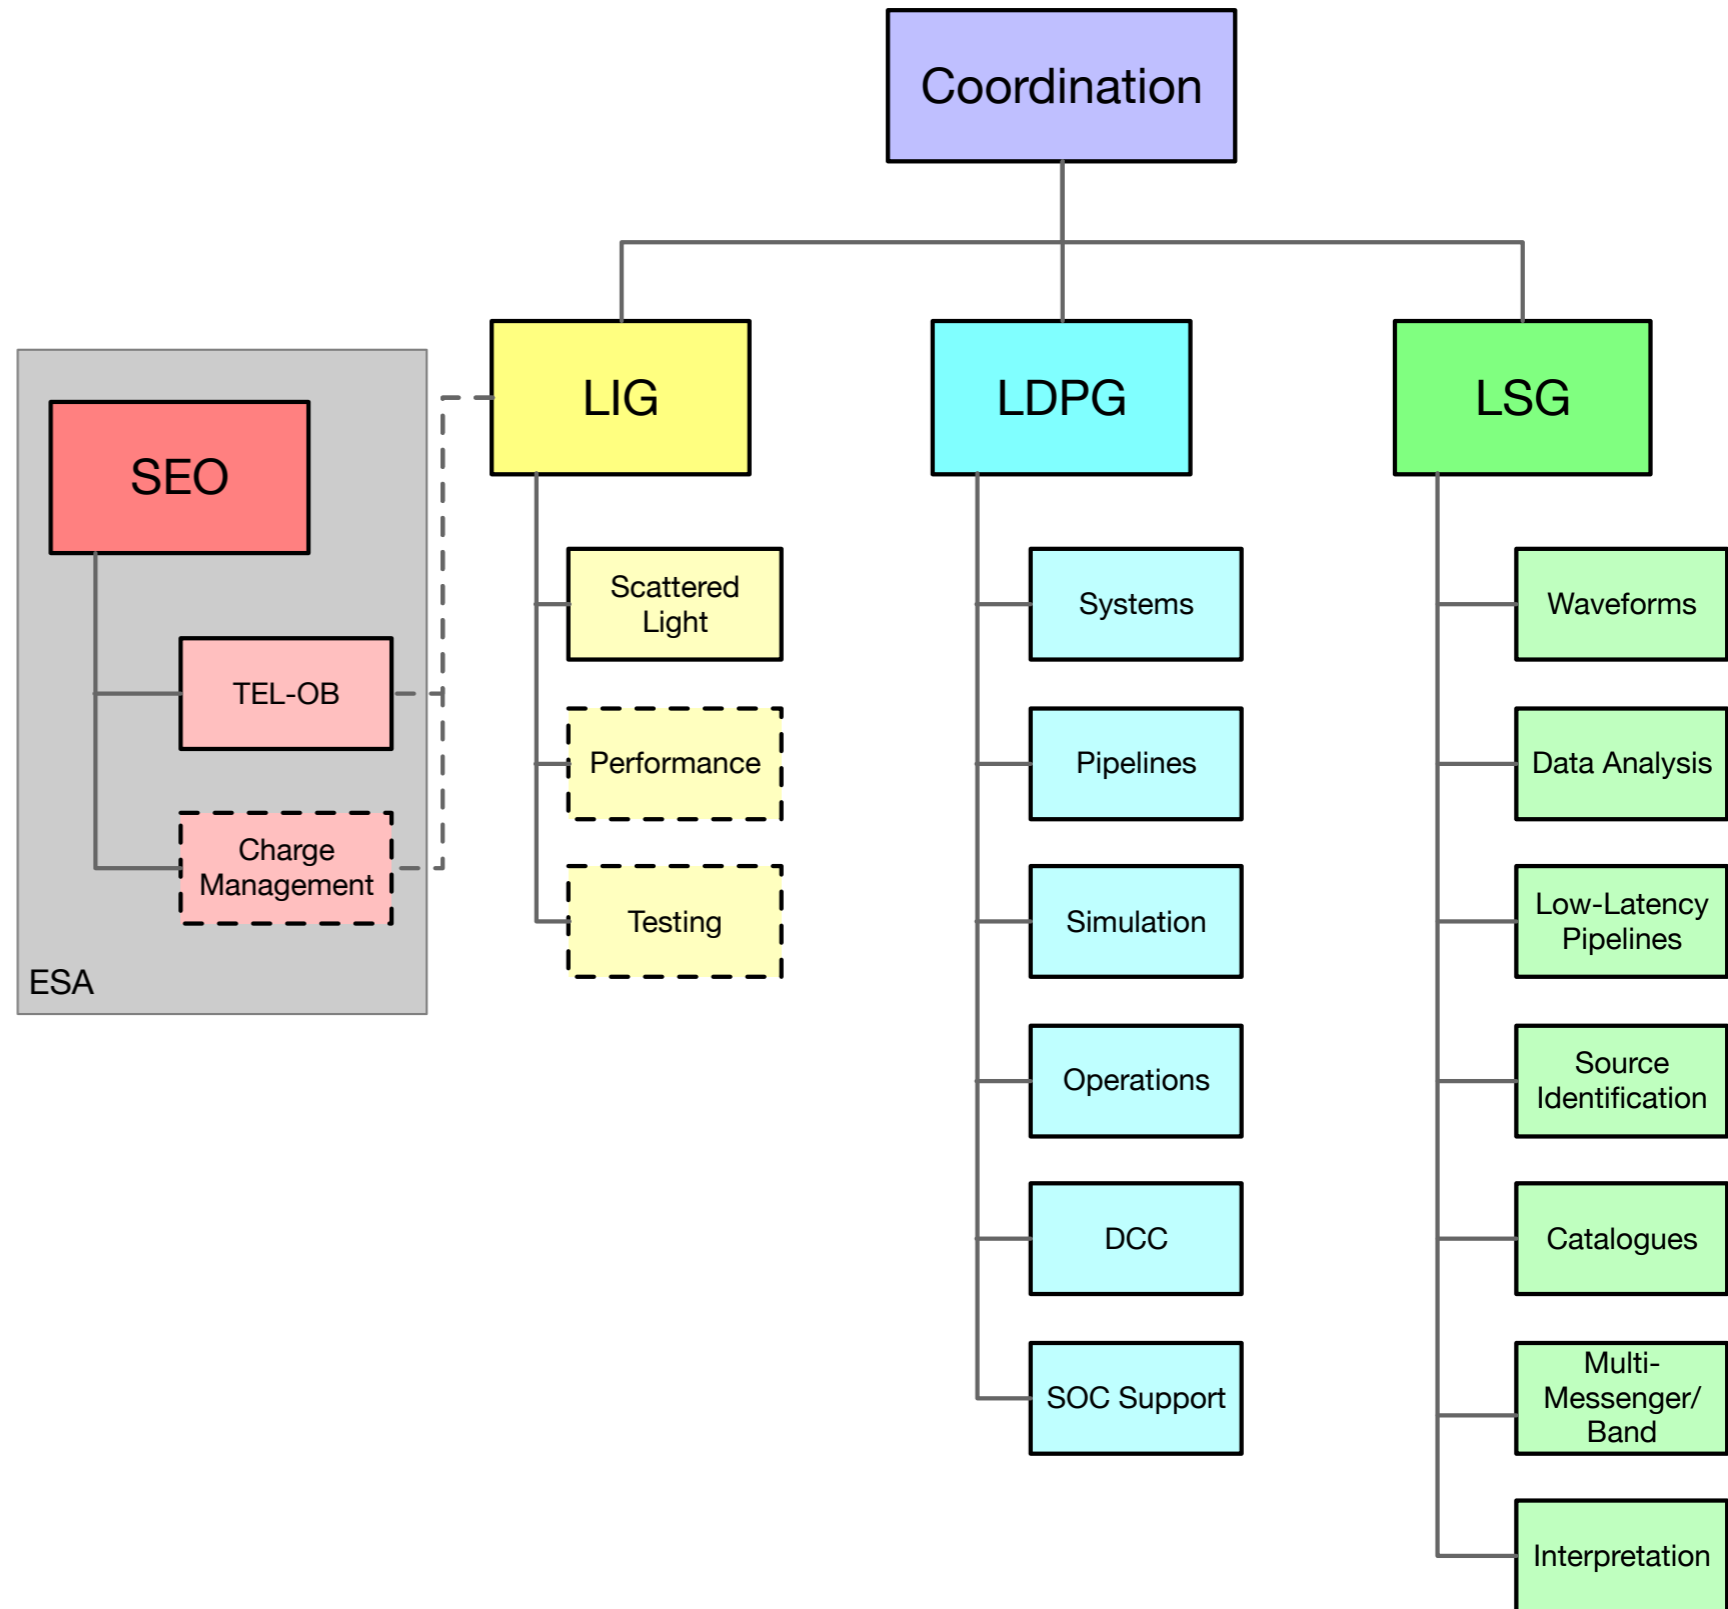 Coordination
LIG
LDPG
LSG
SEO
TEL-OB
Charge
Management
ESA
Scattered
Light
Performance
Testing
Systems
Pipelines
Simulation
Operations
DCC
SOC Support
Waveforms
Data Analysis
Low-Latency
Pipelines
Source
Identification
Catalogues
Multi-
Messenger/
Band
Interpretation